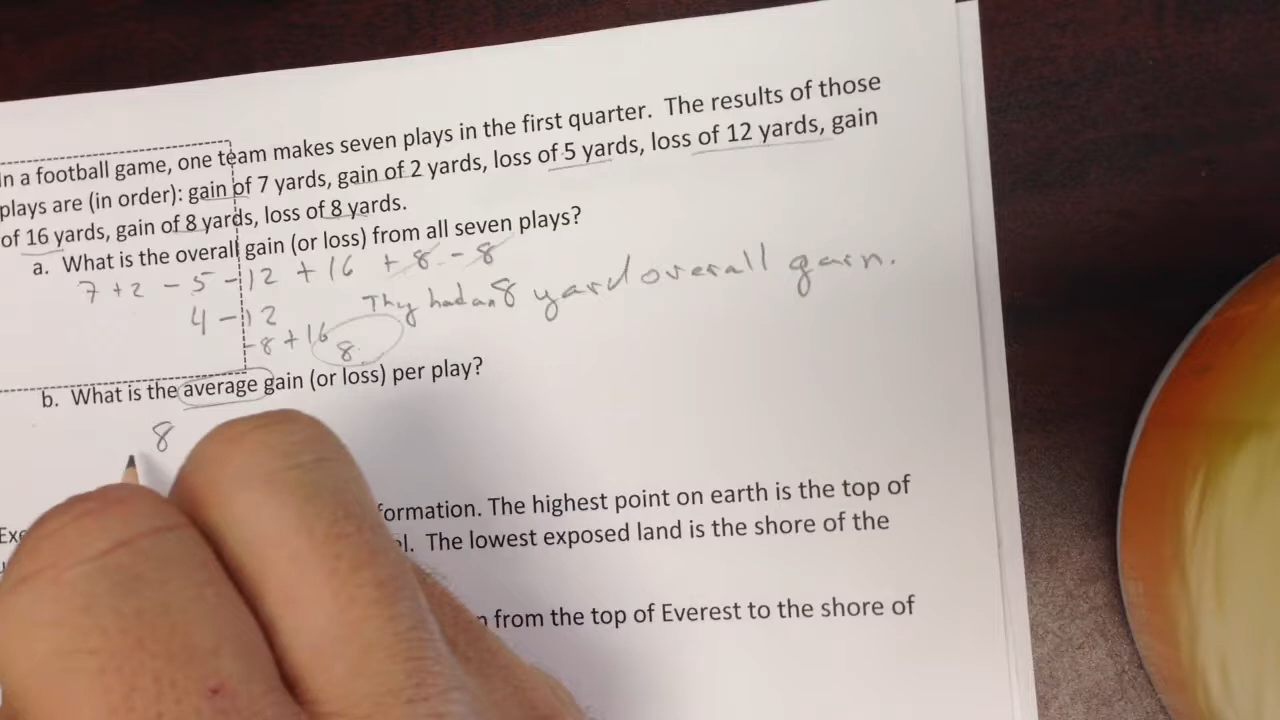 In a football game, one team makes seven plays in the first quarter. The results of those
plays are (in order): gain of 7 yards, gain of 2 yards, loss of 5 yards, loss of 12 yards, gain
of 16 yards, gain of 8 yards, loss of 8 yards.
a. What is the overall gain (or loss) from all seven plays?
7 + 2 - 5 - 12 + 16 + 8 - 8
4 - 12
-8 + 16
8
Thy had an 8 yard overall gain.
b. What is the average gain (or loss) per play?
8
formation. The highest point on earth is the top of
The lowest exposed land is the shore of the
from the top of Everest to the shore of